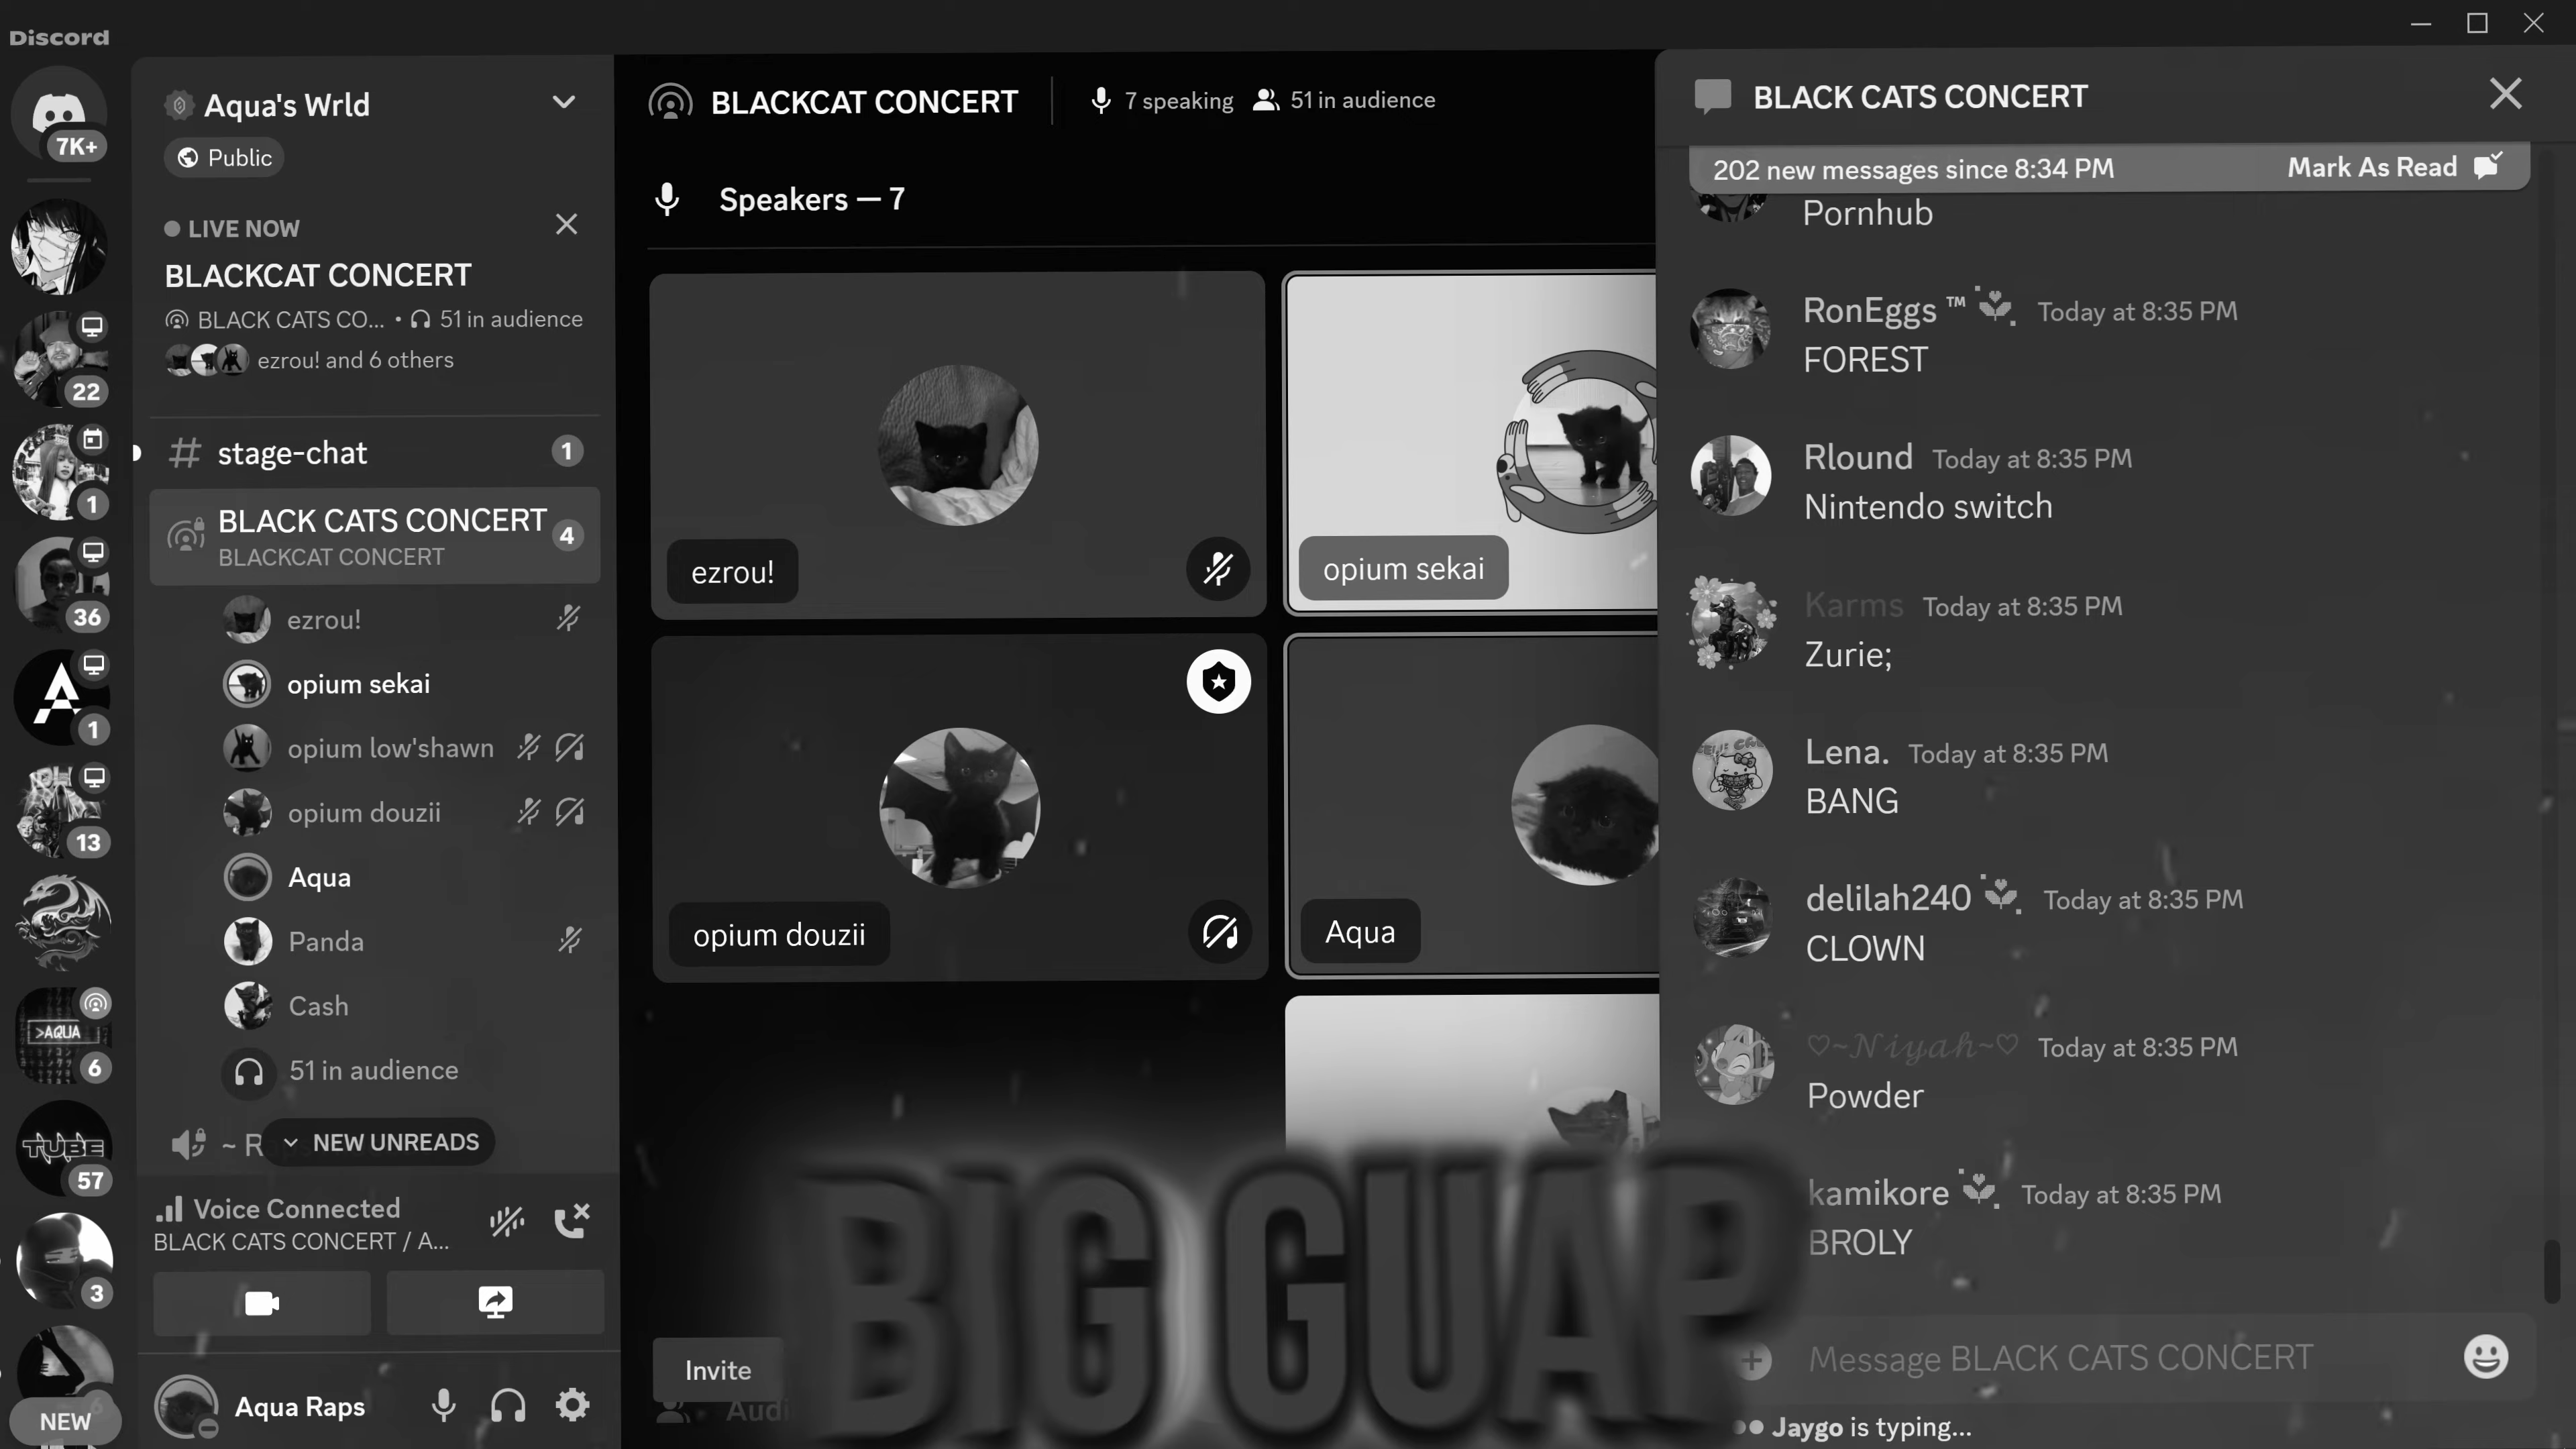 Discord
7K+
22
1
36
1
13
>AQUA
6
TUBE
57
3
NEW
Aqua's Wrld
Public
LIVE NOW
BLACKCAT CONCERT
BLACK CATS CO... • 51 in audience
ezrou! and 6 others
stage-chat
1
BLACK CATS CONCERT
4
BLACKCAT CONCERT
ezrou!
opium sekai
opium low'shawn
opium douzii
Aqua
Panda
Cash
51 in audience
~ R
NEW UNREADS
Voice Connected
BLACK CATS CONCERT / A...
Aqua Raps
BLACKCAT CONCERT
7 speaking 51 in audience
Speakers — 7
ezrou!
opium sekai
opium douzii
Aqua
BIG GUAP
Invite
Audi
BLACK CATS CONCERT
202 new messages since 8:34 PM Mark As Read
Pornhub
RonEggs ™ Today at 8:35 PM
FOREST
Rlound Today at 8:35 PM
Nintendo switch
Karms Today at 8:35 PM
Zurie;
Lena. Today at 8:35 PM
BANG
delilah240 Today at 8:35 PM
CLOWN
♡~𝓝𝓲𝔂𝓪𝓱~♡ Today at 8:35 PM
Powder
kamikore Today at 8:35 PM
BROLY
Message BLACK CATS CONCERT
Jaygo is typing...